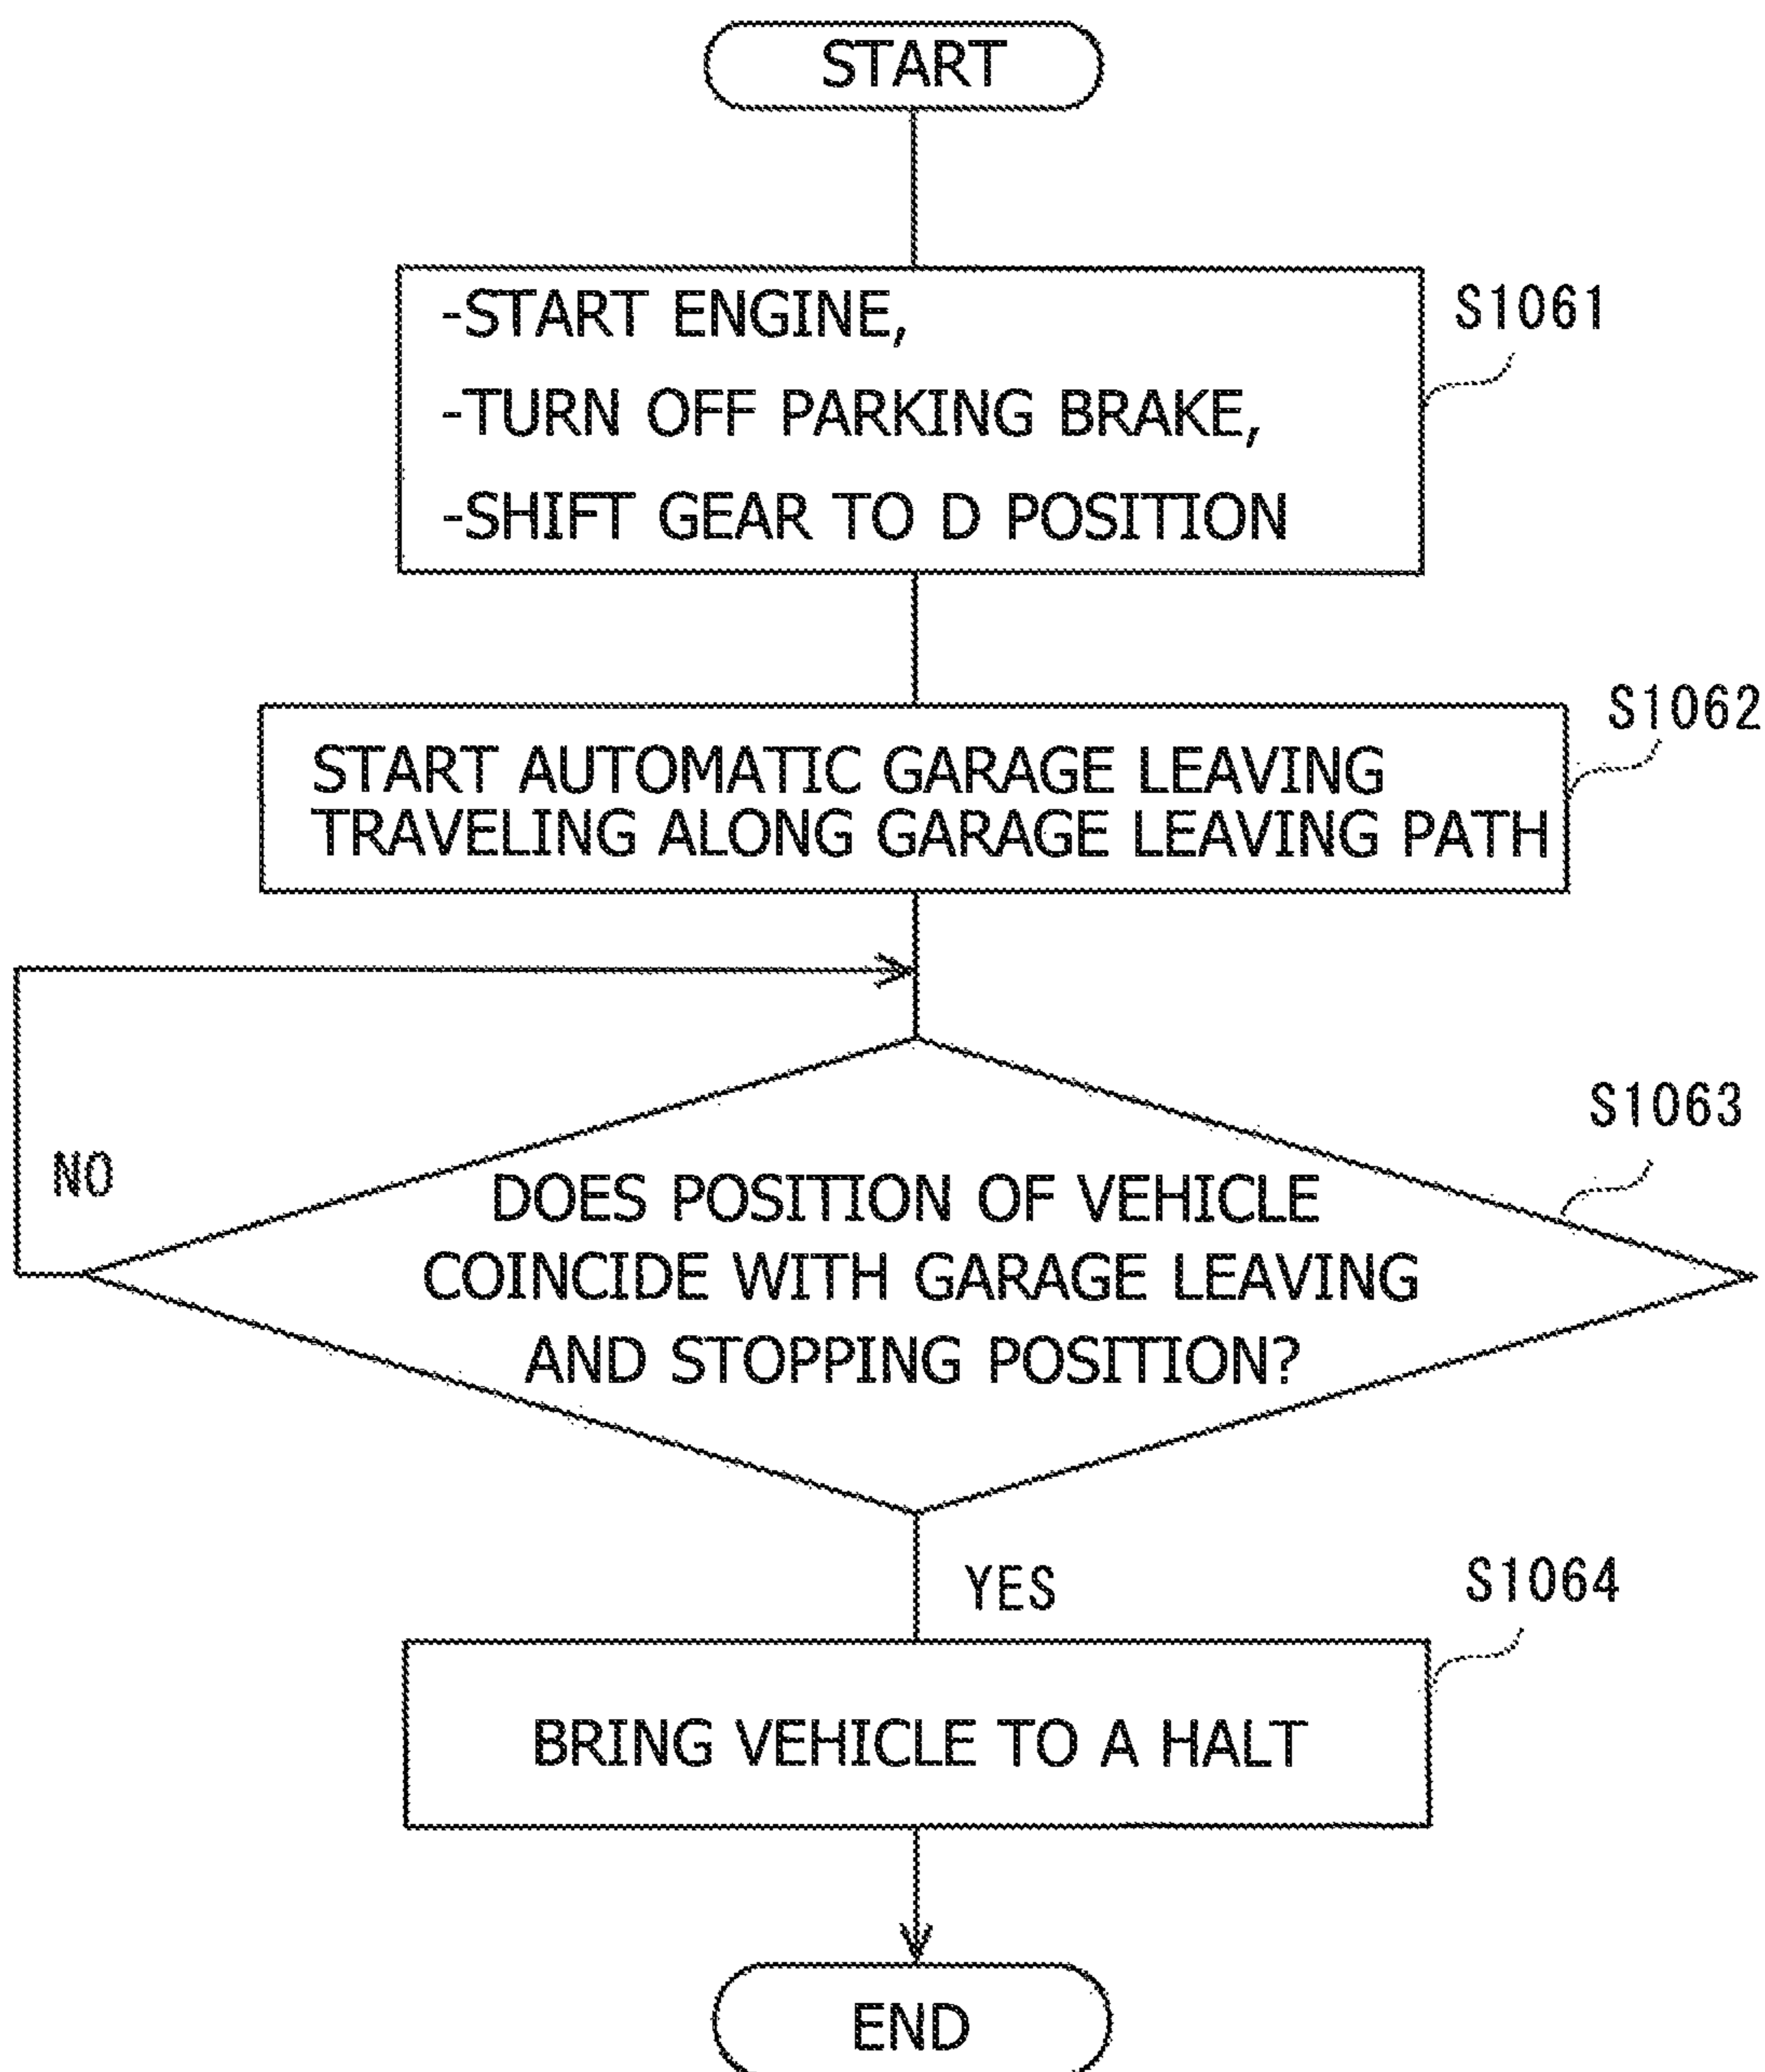 START
-START ENGINE,
-TURN OFF PARKING BRAKE,
-SHIFT GEAR TO D POSITION
S1061
START AUTOMATIC GARAGE LEAVING
TRAVELING ALONG GARAGE LEAVING PATH
S1062
NO
DOES POSITION OF VEHICLE
COINCIDE WITH GARAGE LEAVING
AND STOPPING POSITION?
S1063
YES
BRING VEHICLE TO A HALT
S1064
END